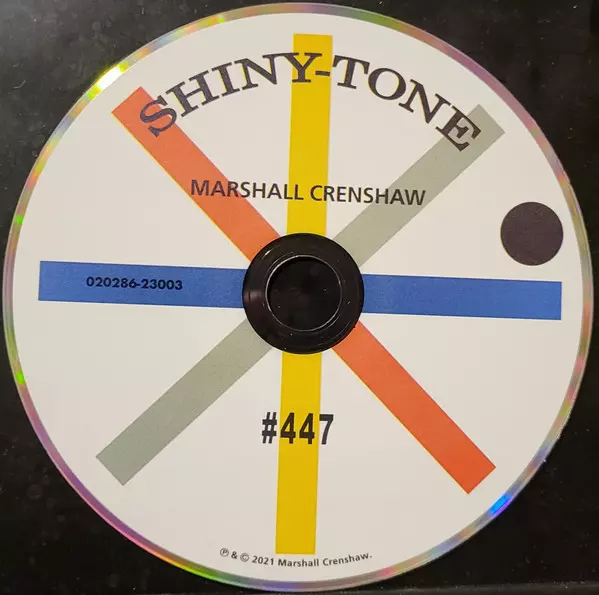 SHINY-TONE
MARSHALL CRENSHAW
020286-23003
#447
℗ & © 2021 Marshall Crenshaw.